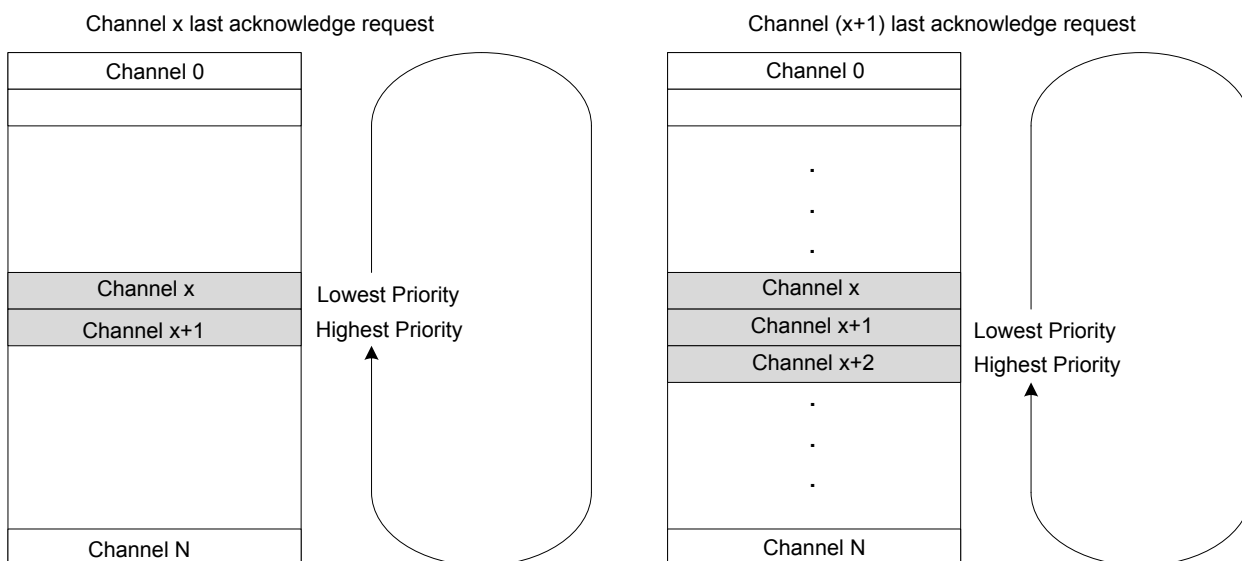 Channel x last acknowledge request
Channel 0
Channel x
Lowest Priority
Channel x+1
Highest Priority
Channel N
Channel (x+1) last acknowledge request
Channel 0
.
.
.
Channel x
Channel x+1
Lowest Priority
Channel x+2
Highest Priority
.
.
.
Channel N